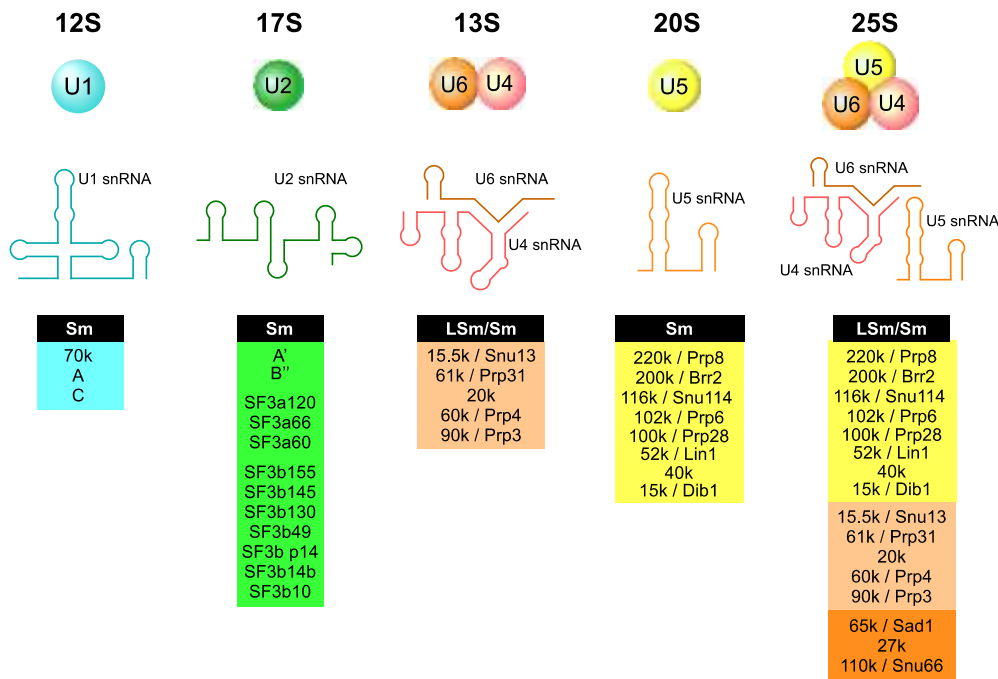 12S
17S
13S
20S
25S
U1
U2
U6
U4
U5
U5
U6
U4
U1 snRNA
U2 snRNA
U6 snRNA
U4 snRNA
U5 snRNA
U6 snRNA
U5 snRNA
U4 snRNA
Sm
70k
A
C
Sm
A'
B''
SF3a120
SF3a66
SF3a60
SF3b155
SF3b145
SF3b130
SF3b49
SF3b p14
SF3b14b
SF3b10
LSm/Sm
15.5k / Snu13
61k / Prp31
20k
60k / Prp4
90k / Prp3
Sm
220k / Prp8
200k / Brr2
116k / Snu114
102k / Prp6
100k / Prp28
52k / Lin1
40k
15k / Dib1
LSm/Sm
220k / Prp8
200k / Brr2
116k / Snu114
102k / Prp6
100k / Prp28
52k / Lin1
40k
15k / Dib1
15.5k / Snu13
61k / Prp31
20k
60k / Prp4
90k / Prp3
65k / Sad1
27k
110k / Snu66